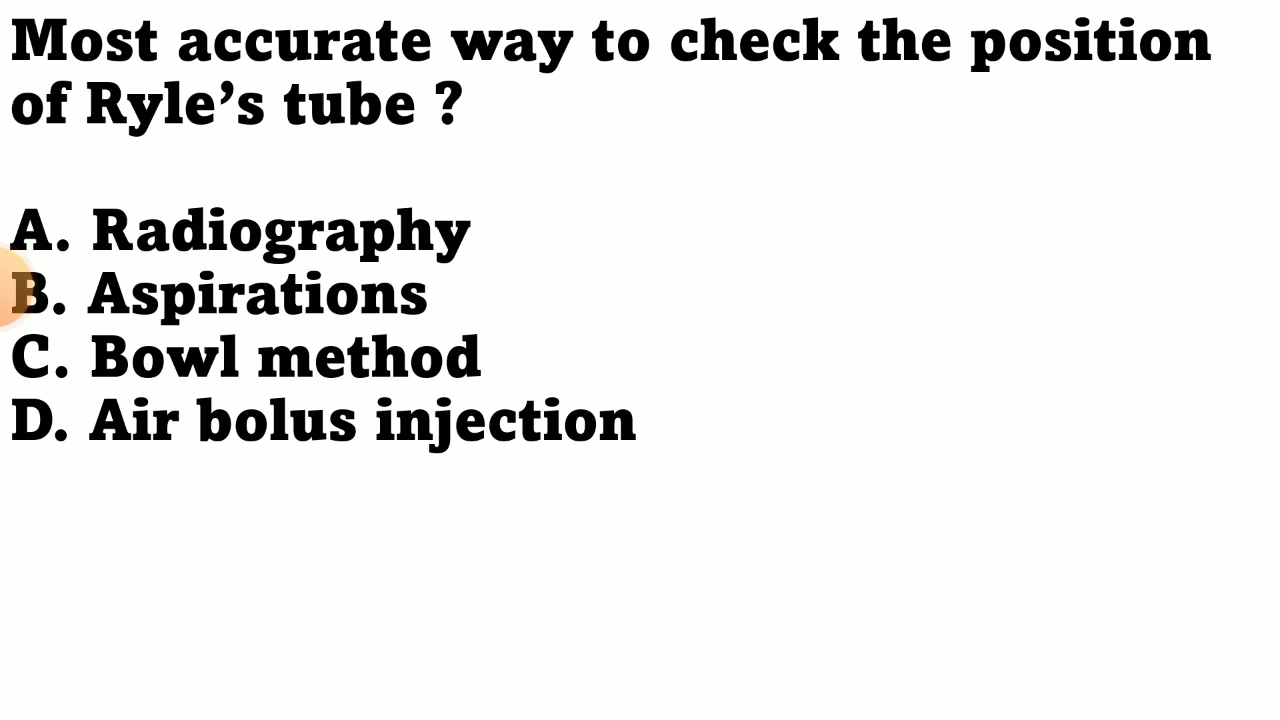 Most accurate way to check the position
of Ryle’s tube ?
A. Radiography
B. Aspirations
C. Bowl method
D. Air bolus injection